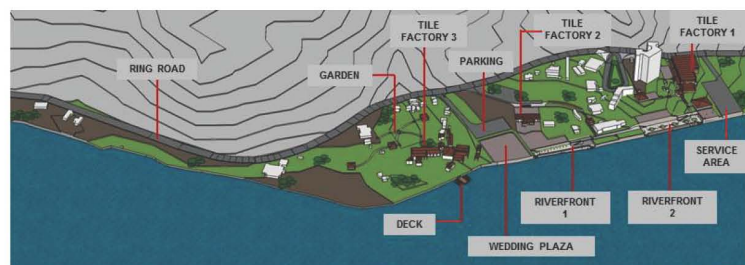 TILE
FACTORY 3
TILE
FACTORY 2
TILE
FACTORY 1
RING ROAD
GARDEN
PARKING
SERVICE
AREA
DECK
WEDDING PLAZA
RIVERFRONT
1
RIVERFRONT
2